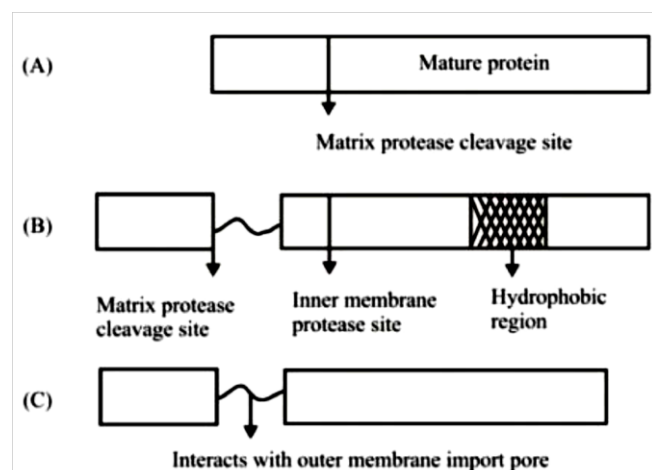 (A)
Mature protein
Matrix protease cleavage site
(B)
Matrix protease
cleavage site
Inner membrane
protease site
Hydrophobic
region
(C)
Interacts with outer membrane import pore